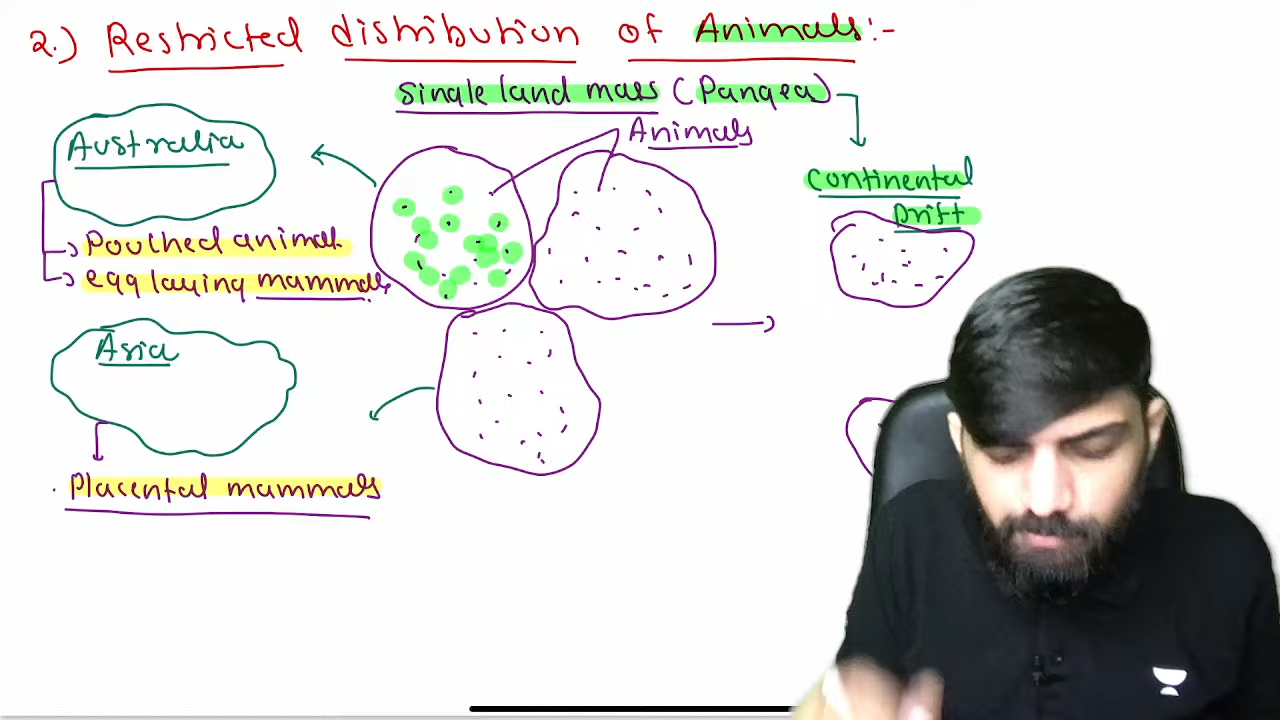 2.) Restricted distribution of Animals:-
Single land mass (Pangea)
Animals
Continental
Drift
Australia
Pouched animal
egg laying mammals
Asia
Placental mammals